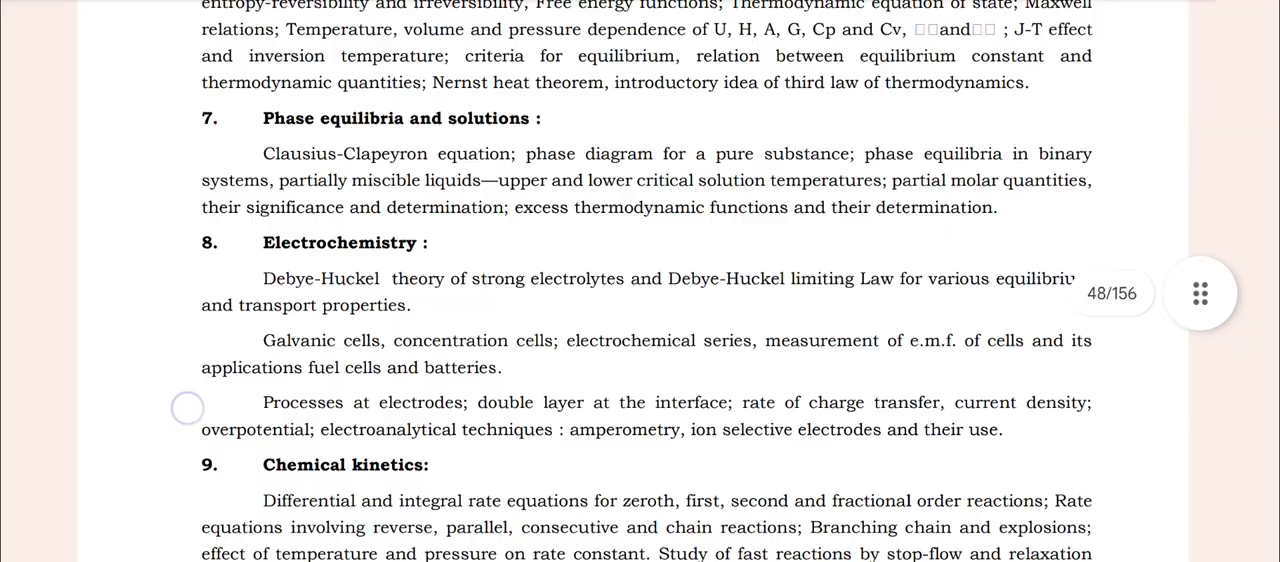 entropy-reversibility and irreversibility, Free energy functions; Thermodynamic equation of state; Maxwell
relations; Temperature, volume and pressure dependence of U, H, A, G, Cp and Cv, □□and□□ ; J-T effect
and inversion temperature; criteria for equilibrium, relation between equilibrium constant and
thermodynamic quantities; Nernst heat theorem, introductory idea of third law of thermodynamics.
7. Phase equilibria and solutions :
Clausius-Clapeyron equation; phase diagram for a pure substance; phase equilibria in binary
systems, partially miscible liquids—upper and lower critical solution temperatures; partial molar quantities,
their significance and determination; excess thermodynamic functions and their determination.
8. Electrochemistry :
Debye-Huckel theory of strong electrolytes and Debye-Huckel limiting Law for various equilibriu
48/156
and transport properties.
Galvanic cells, concentration cells; electrochemical series, measurement of e.m.f. of cells and its
applications fuel cells and batteries.
Processes at electrodes; double layer at the interface; rate of charge transfer, current density;
overpotential; electroanalytical techniques : amperometry, ion selective electrodes and their use.
9. Chemical kinetics:
Differential and integral rate equations for zeroth, first, second and fractional order reactions; Rate
equations involving reverse, parallel, consecutive and chain reactions; Branching chain and explosions;
effect of temperature and pressure on rate constant. Study of fast reactions by stop-flow and relaxation